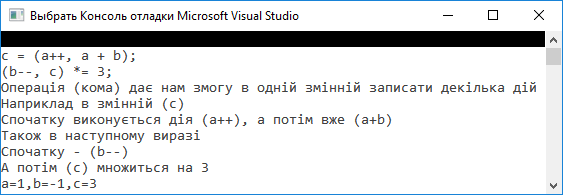 Выбрать Консоль отладки Microsoft Visual Studio
c = (a++, a + b);
(b--, c) *= 3;
Операція (кома) дає нам змогу в одній змінній записати декілька дій
Наприклад в змінній (c)
Спочатку виконується дія (a++), а потім вже (a+b)
Також в наступному виразі
Спочатку - (b--)
А потім (c) множиться на 3
a=1,b=-1,c=3